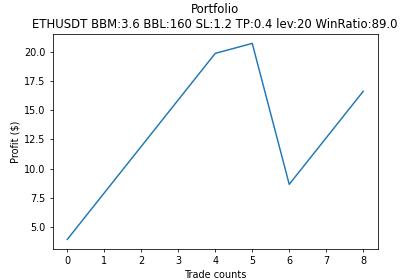 Portfolio
ETHUSDT BBM:3.6 BBL:160 SL:1.2 TP:0.4 lev:20 WinRatio:89.0
20.0
17.5
15.0
12.5
10.0
7.5
5.0
Profit ($)
0 1 2 3 4 5 6 7 8
Trade counts